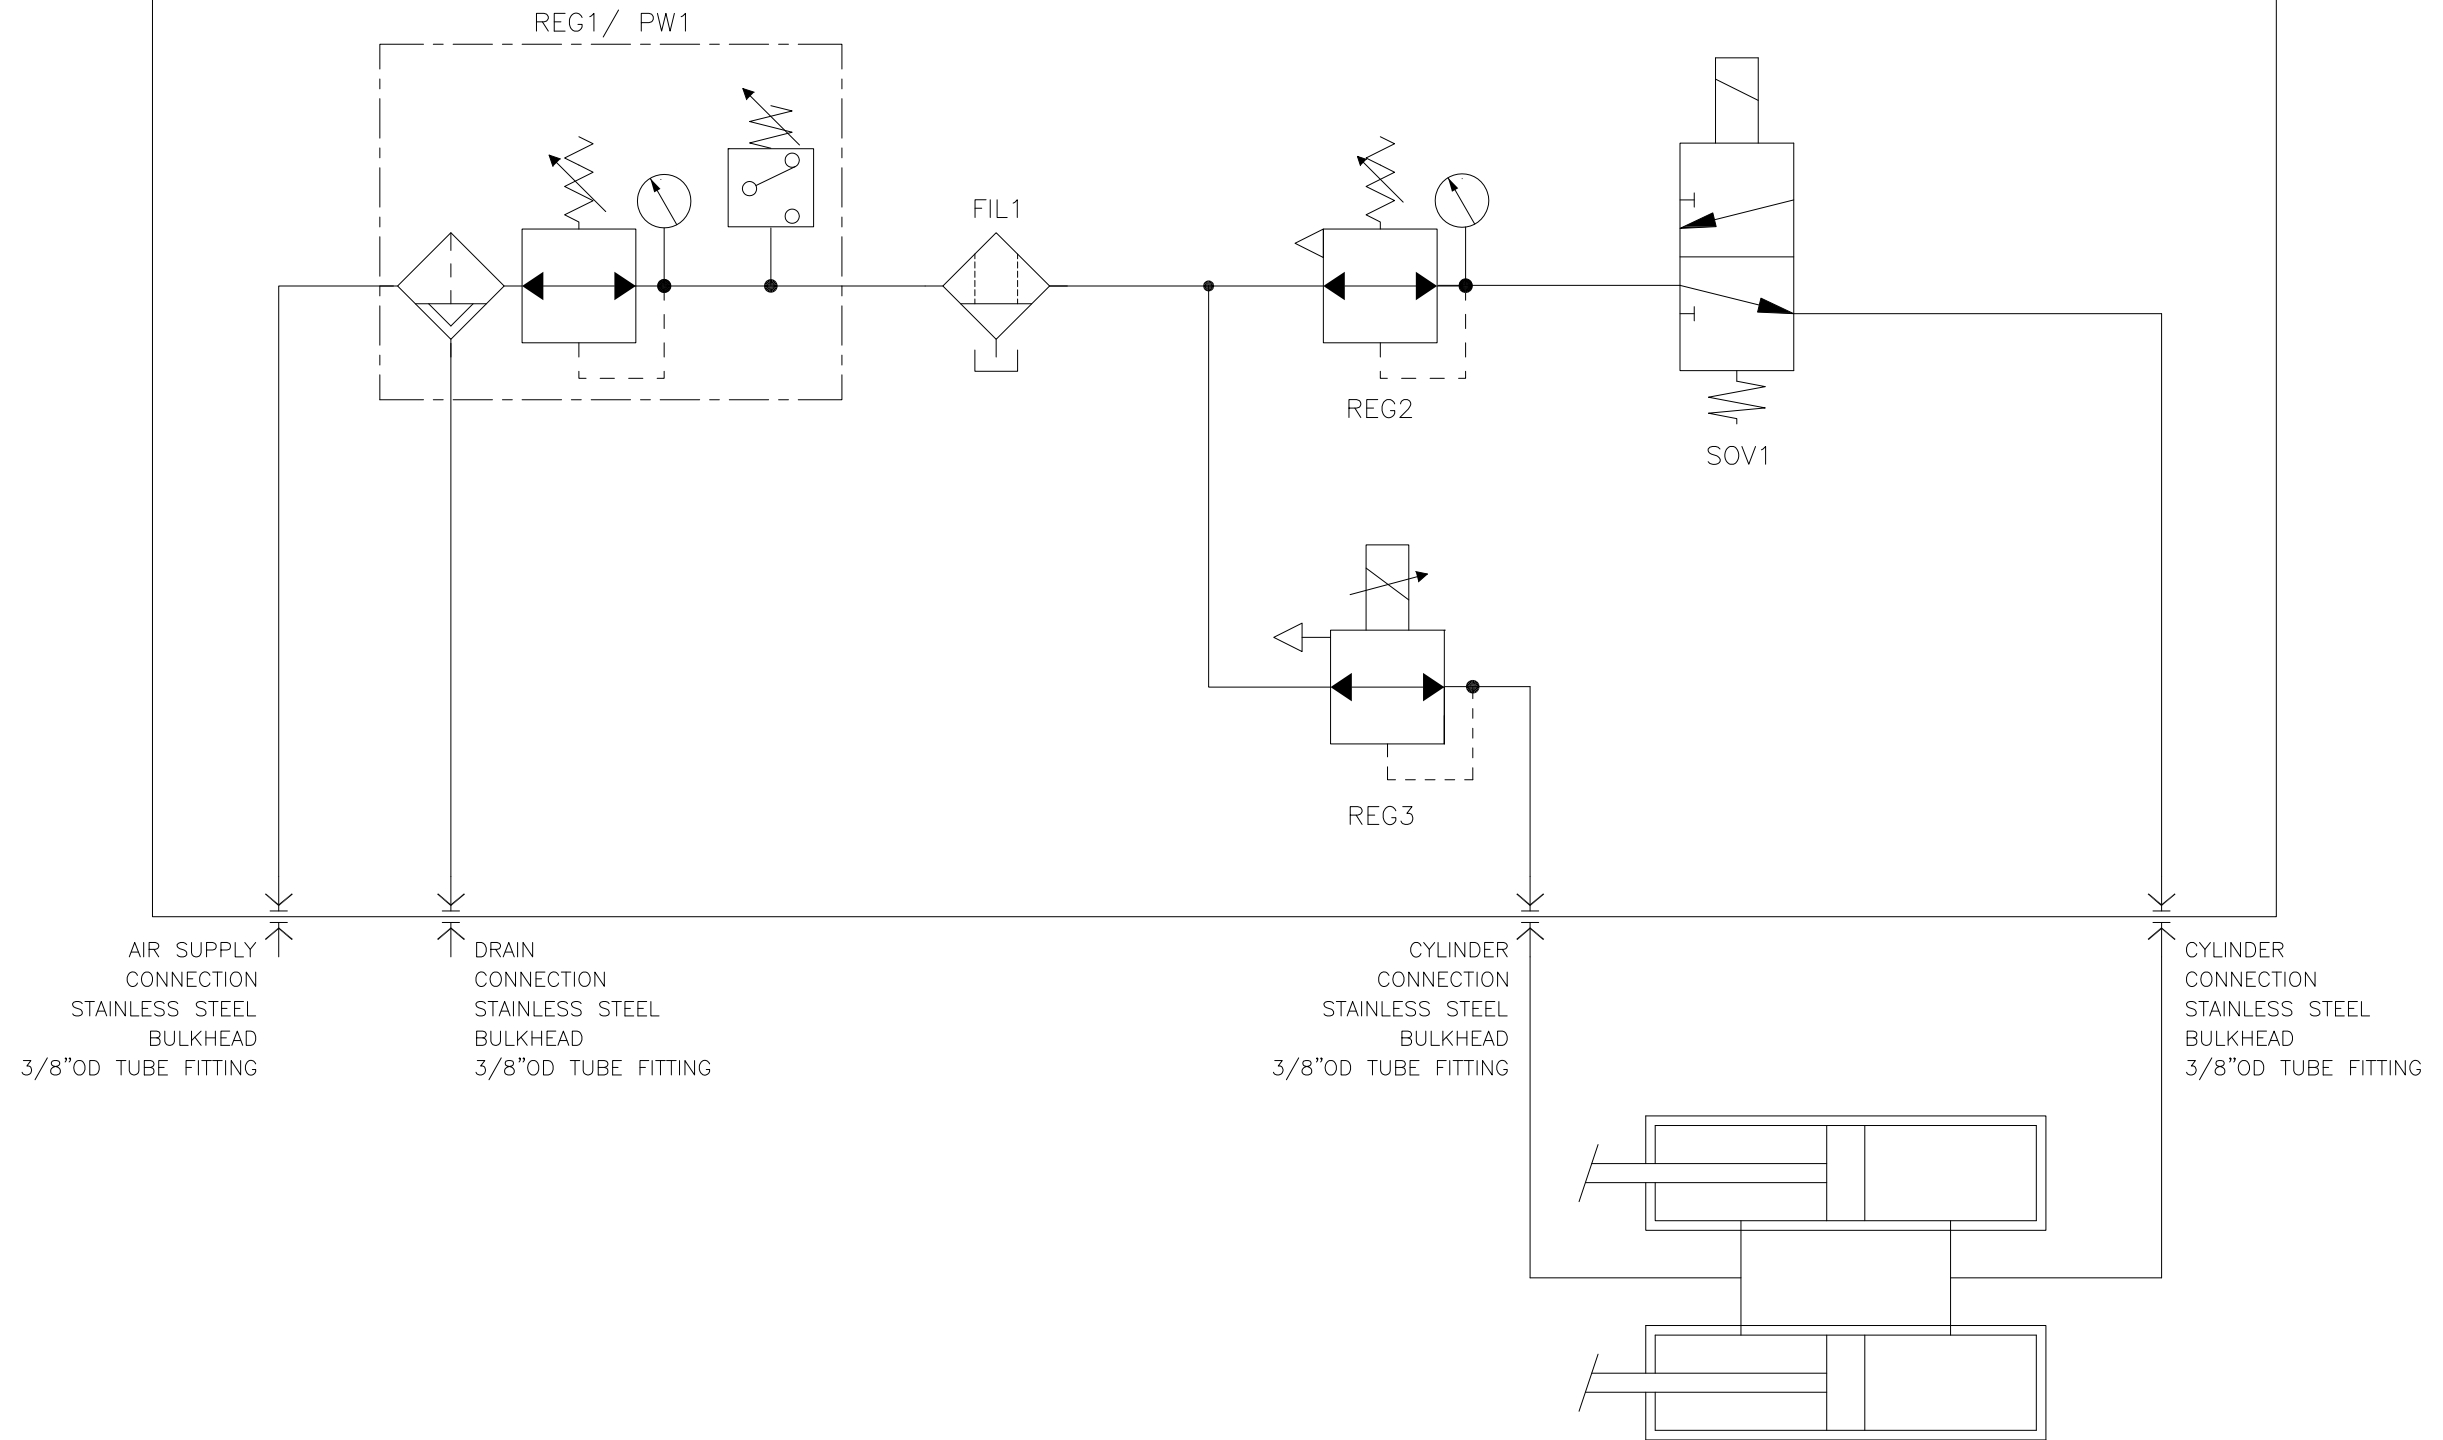 REG1/ PW1
FIL1
REG2
SOV1
REG3
AIR SUPPLY
CONNECTION
STAINLESS STEEL
BULKHEAD
3/8”OD TUBE FITTING
DRAIN
CONNECTION
STAINLESS STEEL
BULKHEAD
3/8”OD TUBE FITTING
CYLINDER
CONNECTION
STAINLESS STEEL
BULKHEAD
3/8”OD TUBE FITTING
CYLINDER
CONNECTION
STAINLESS STEEL
BULKHEAD
3/8”OD TUBE FITTING